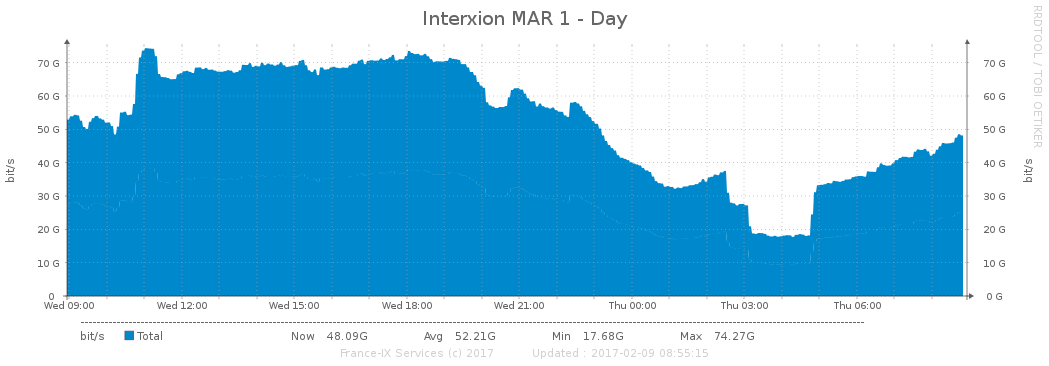 Interxion MAR 1 - Day
RRDTOOL / TOBI OETIKER
bit/s
bit/s
70 G 70 G
60 G 60 G
50 G 50 G
40 G 40 G
30 G 30 G
20 G 20 G
10 G 10 G
0 0 G
Wed 09:00 Wed 12:00 Wed 15:00 Wed 18:00 Wed 21:00 Thu 00:00 Thu 03:00 Thu 06:00
bit/s Total Now 48.09G Avg 52.21G Min 17.68G Max 74.27G
France-IX Services (c) 2017 Updated : 2017-02-09 08:55:15